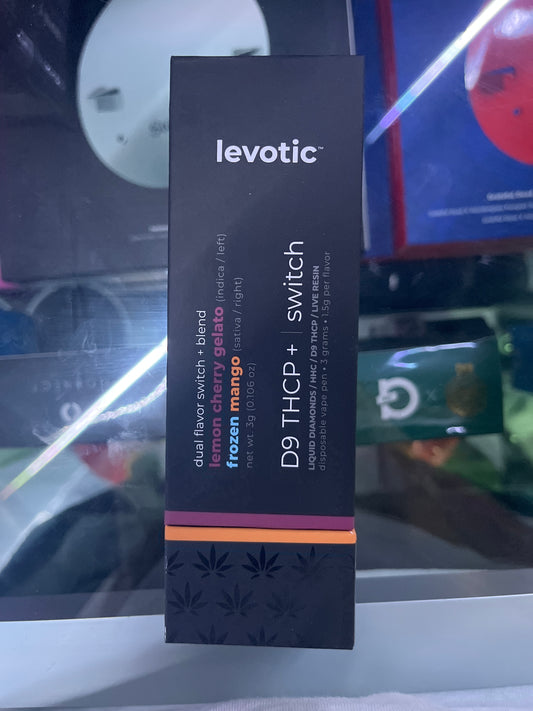 levotic™
dual flavor switch + blend
lemon cherry gelato (indica / left)
frozen mango (sativa / right)
net wt. 3g (0.106 oz)
D9 THCP + | switch
LIQUID DIAMONDS / HHC / D9 THCP / LIVE RESIN
disposable vape pen • 3 grams • 1.5g per flavor